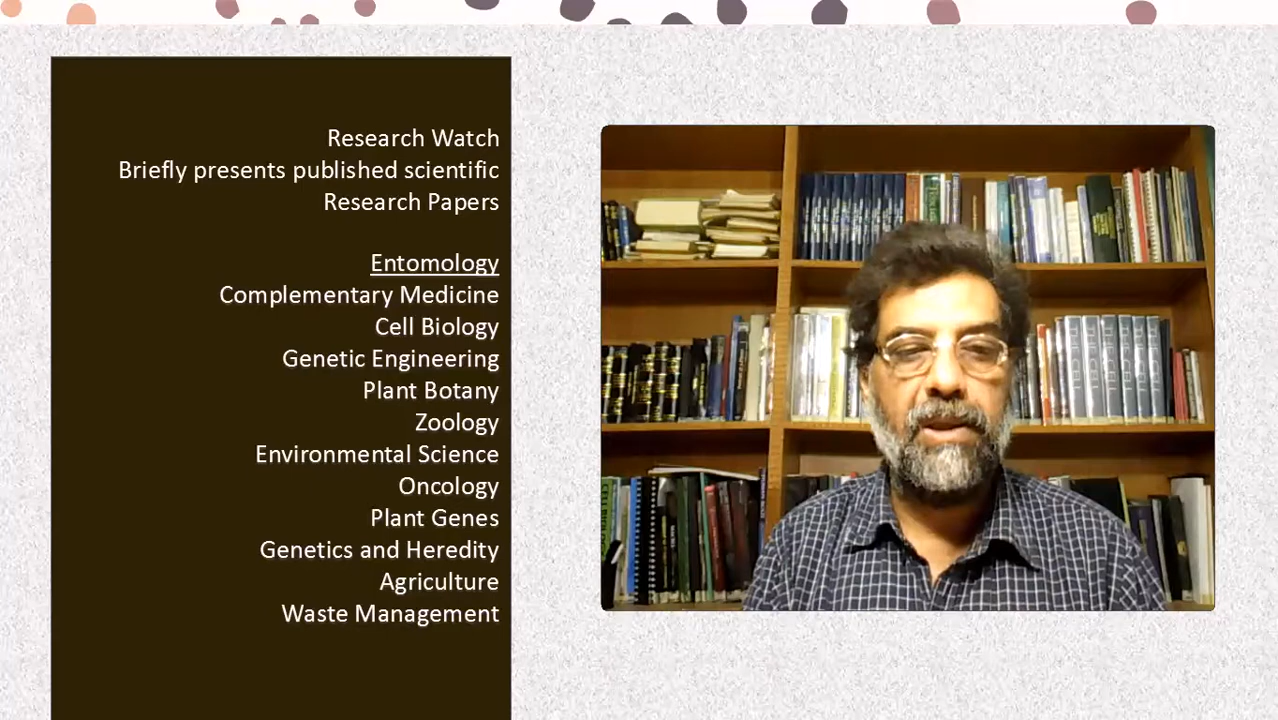 Research Watch
Briefly presents published scientific
Research Papers
Entomology
Complementary Medicine
Cell Biology
Genetic Engineering
Plant Botany
Zoology
Environmental Science
Oncology
Plant Genes
Genetics and Heredity
Agriculture
Waste Management